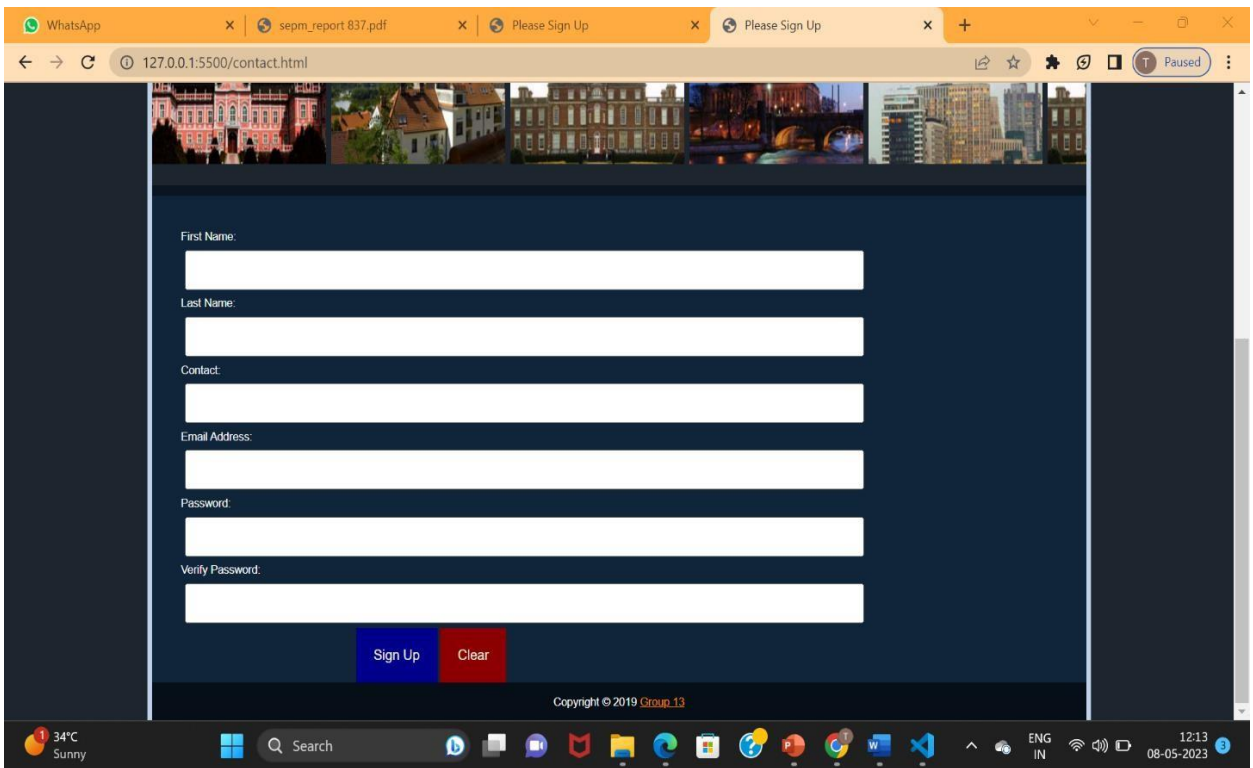 WhatsApp
sepm_report 837.pdf
Please Sign Up
Please Sign Up
127.0.0.1:5500/contact.html
T Paused
First Name:
Last Name:
Contact:
Email Address:
Password:
Verify Password:
Sign Up Clear
Copyright © 2019 Group 13
1
34°C
Sunny
Search
ENG
IN
12:13
08-05-2023
3